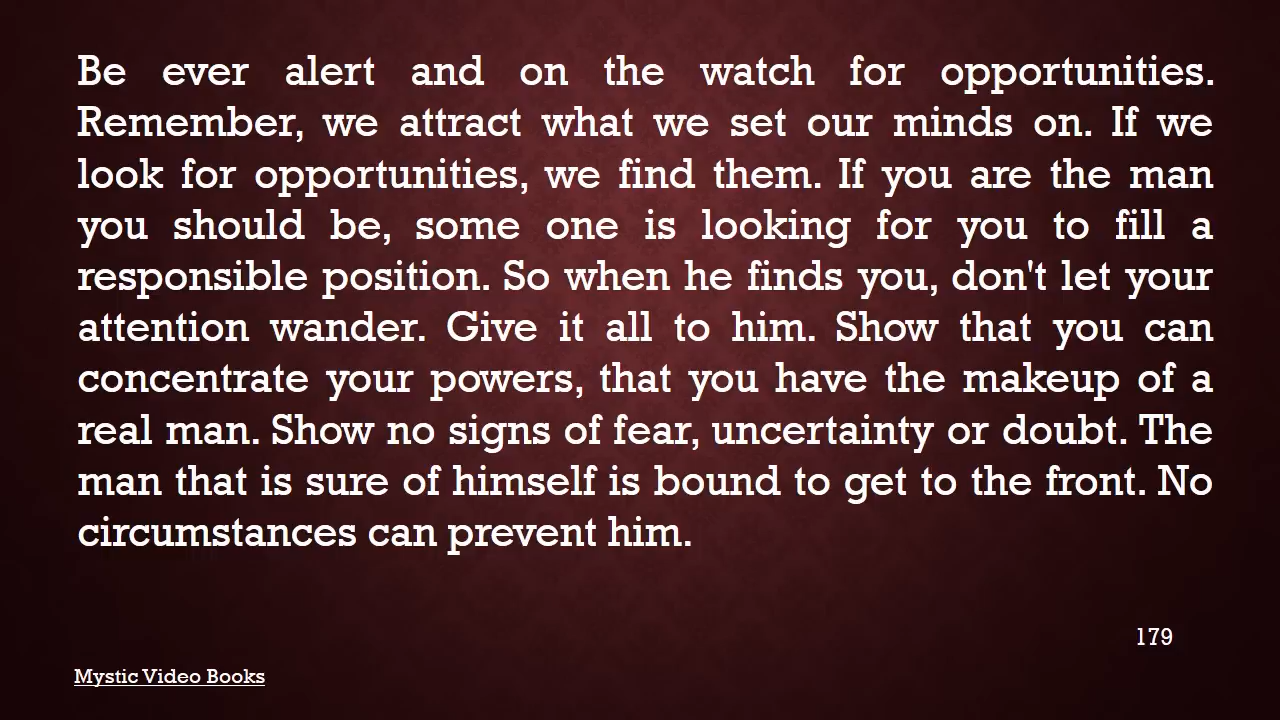 Be ever alert and on the watch for opportunities.
Remember, we attract what we set our minds on. If we
look for opportunities, we find them. If you are the man
you should be, some one is looking for you to fill a
responsible position. So when he finds you, don't let your
attention wander. Give it all to him. Show that you can
concentrate your powers, that you have the makeup of a
real man. Show no signs of fear, uncertainty or doubt. The
man that is sure of himself is bound to get to the front. No
circumstances can prevent him.
179
Mystic Video Books